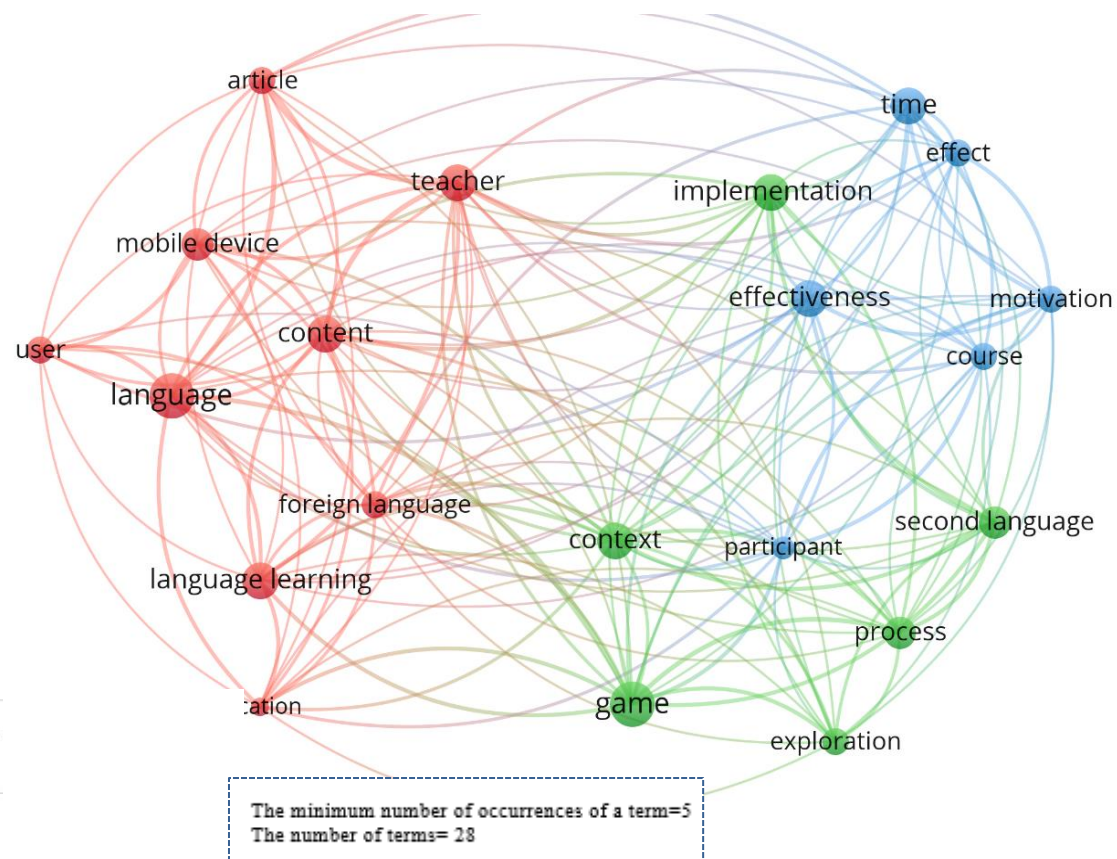 article
time
effect
teacher
implementation
mobile device
effectiveness
motivation
content
user
course
language
foreign language
second language
context
participant
language learning
process
game
exploration
The minimum number of occurrences of a term=5
The number of terms= 28